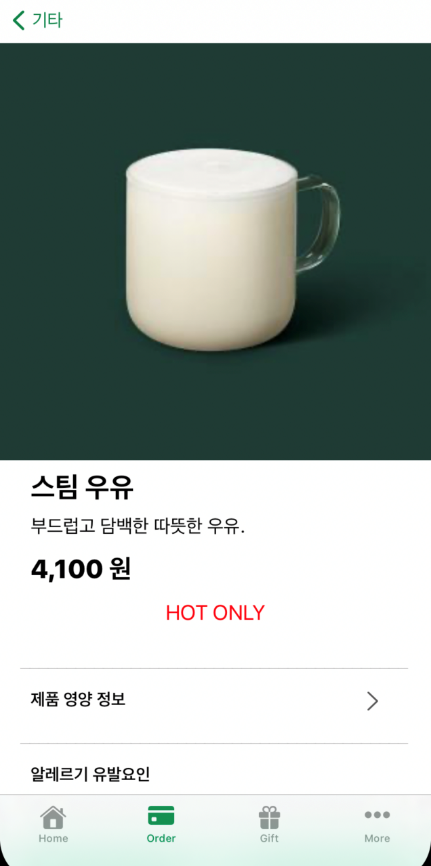 기타
스팀 우유
부드럽고 담백한 따뜻한 우유.
4,100 원
HOT ONLY
제품 영양 정보
알레르기 유발요인
Home
Order
Gift
More